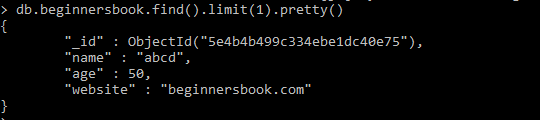 > db.beginnersbook.find().limit(1).pretty()
{
"_id" : ObjectId("5e4b4b499c334ebe1dc40e75"),
"name" : "abcd",
"age" : 50,
"website" : "beginnersbook.com"
}